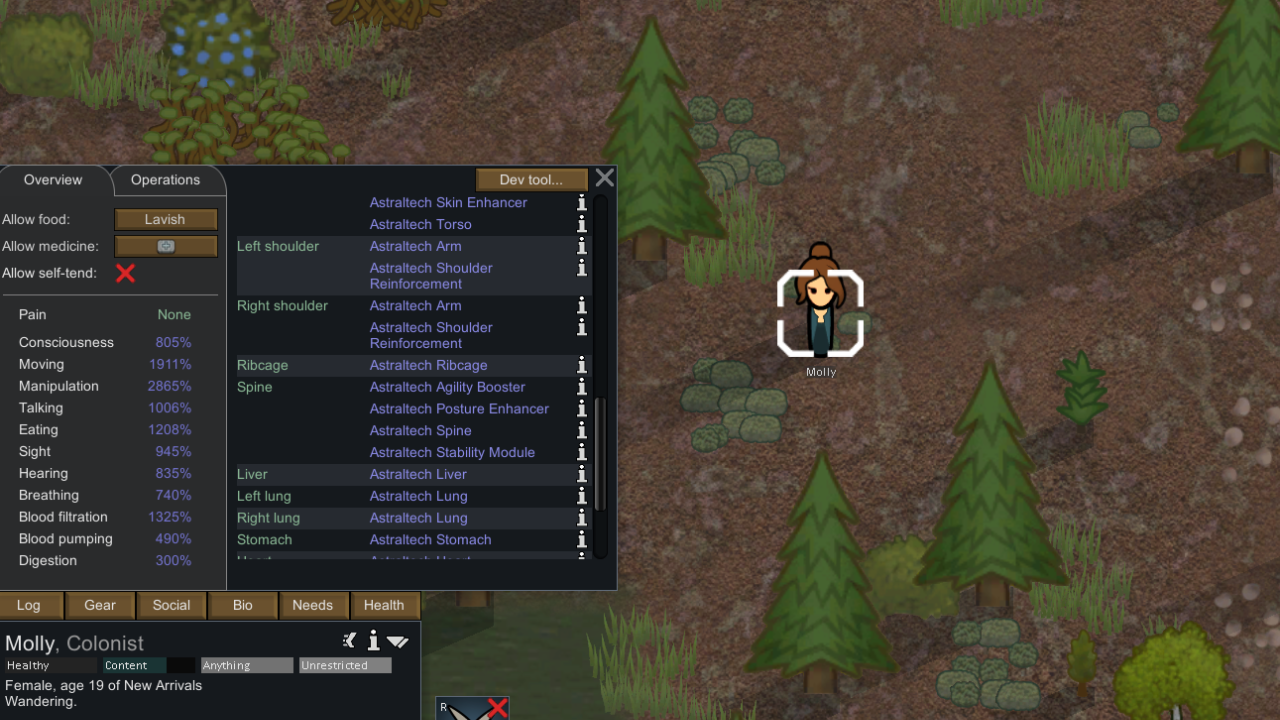 Overview
Operations
Dev tool...
Allow food:
Lavish
Allow medicine:
Allow self-tend:
Pain None
Consciousness 805%
Moving 1911%
Manipulation 2865%
Talking 1006%
Eating 1208%
Sight 945%
Hearing 835%
Breathing 740%
Blood filtration 1325%
Blood pumping 490%
Digestion 300%
Astraltech Skin Enhancer
Astraltech Torso
Left shoulder Astraltech Arm
Astraltech Shoulder
Reinforcement
Right shoulder Astraltech Arm
Astraltech Shoulder
Reinforcement
Ribcage Astraltech Ribcage
Spine Astraltech Agility Booster
Astraltech Posture Enhancer
Astraltech Spine
Astraltech Stability Module
Liver Astraltech Liver
Left lung Astraltech Lung
Right lung Astraltech Lung
Stomach Astraltech Stomach
Molly
Log Gear Social Bio Needs Health
Molly, Colonist
Healthy Content Anything Unrestricted
Female, age 19 of New Arrivals
Wandering.
R